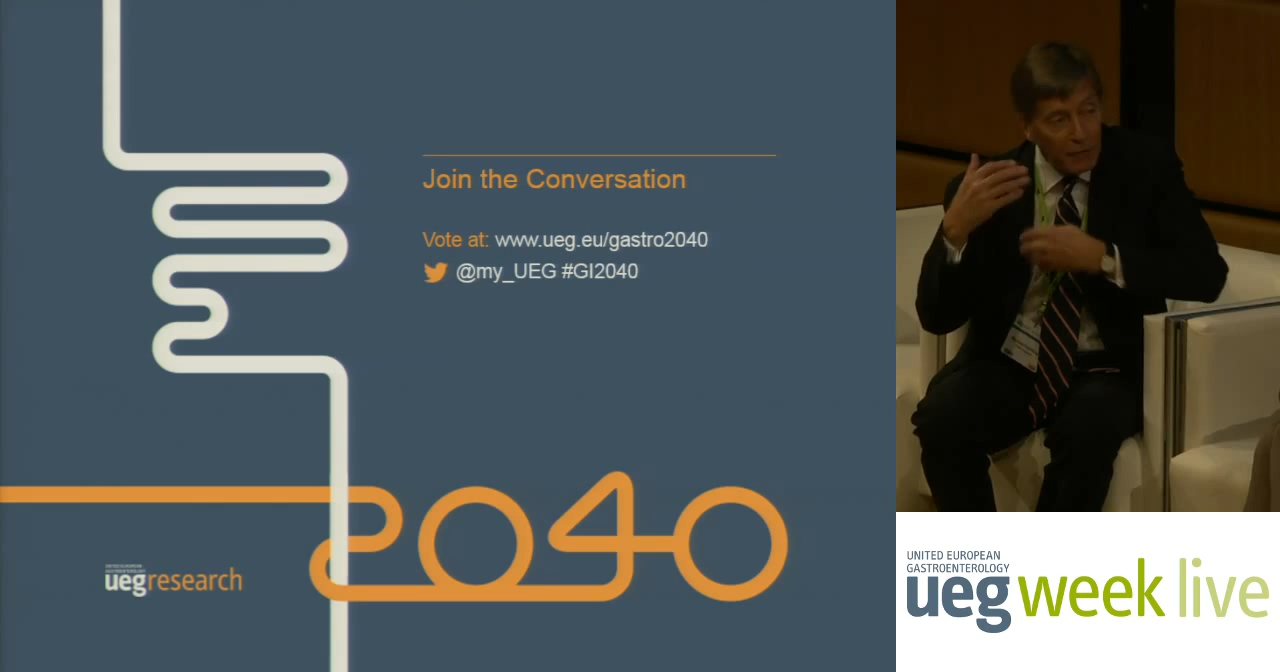 Join the Conversation
Vote at: www.ueg.eu/gastro2040
@my_UEG #GI2040
2040
uegresearch
UNITED EUROPEAN
GASTROENTEROLOGY
ueg week live